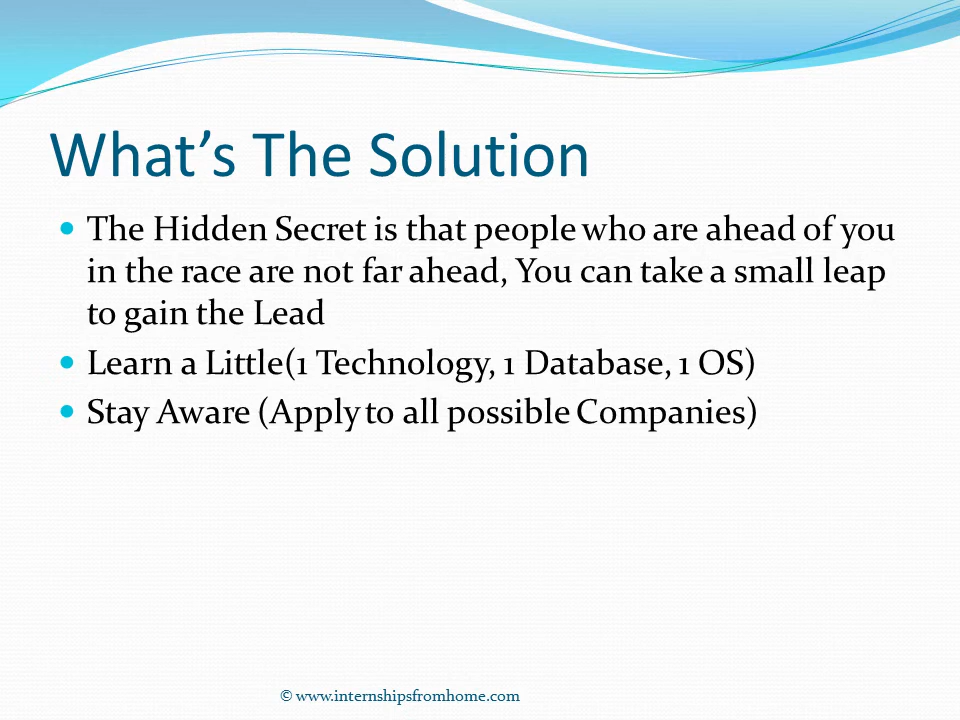 What’s The Solution
The Hidden Secret is that people who are ahead of you
in the race are not far ahead, You can take a small leap
to gain the Lead
Learn a Little(1 Technology, 1 Database, 1 OS)
Stay Aware (Apply to all possible Companies)
© www.internshipsfromhome.com